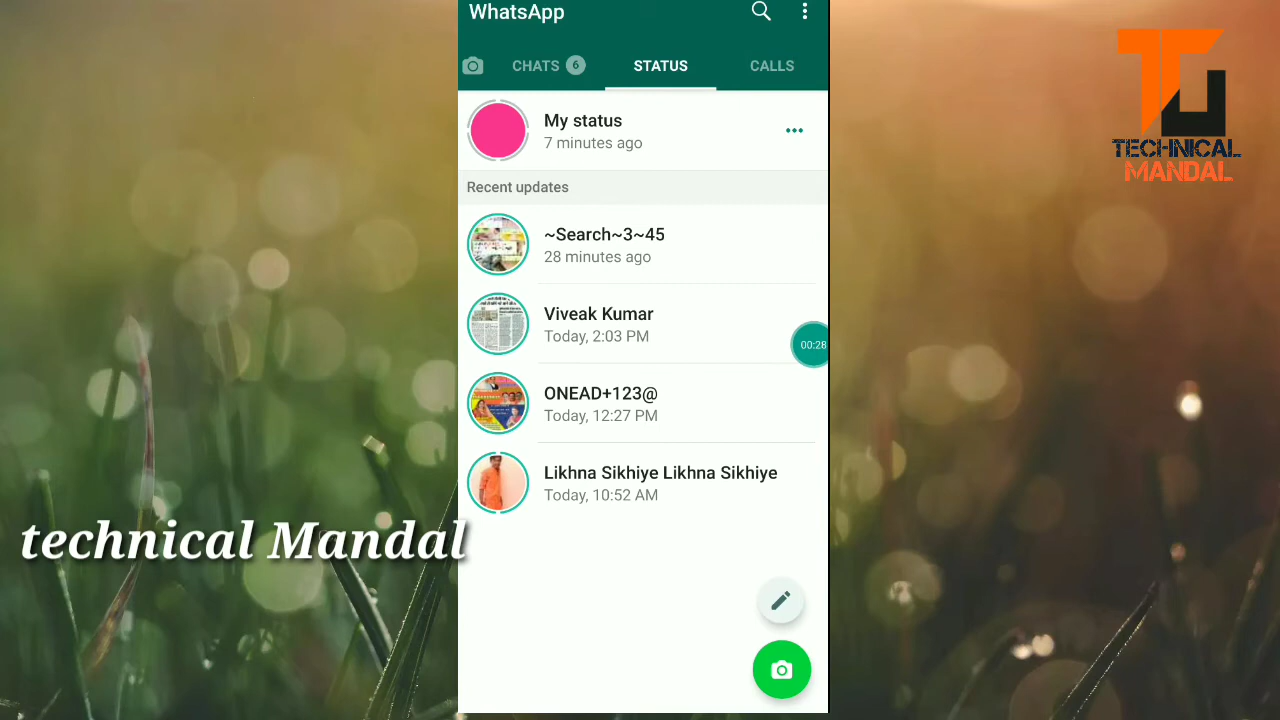 WhatsApp
CHATS 6 STATUS CALLS
My status
7 minutes ago
Recent updates
~Search~3~45
28 minutes ago
Viveak Kumar
Today, 2:03 PM
00:28
ONEAD+123@
Today, 12:27 PM
Likhna Sikhiye Likhna Sikhiye
Today, 10:52 AM
technical Mandal
TECHNICAL
MANDAL